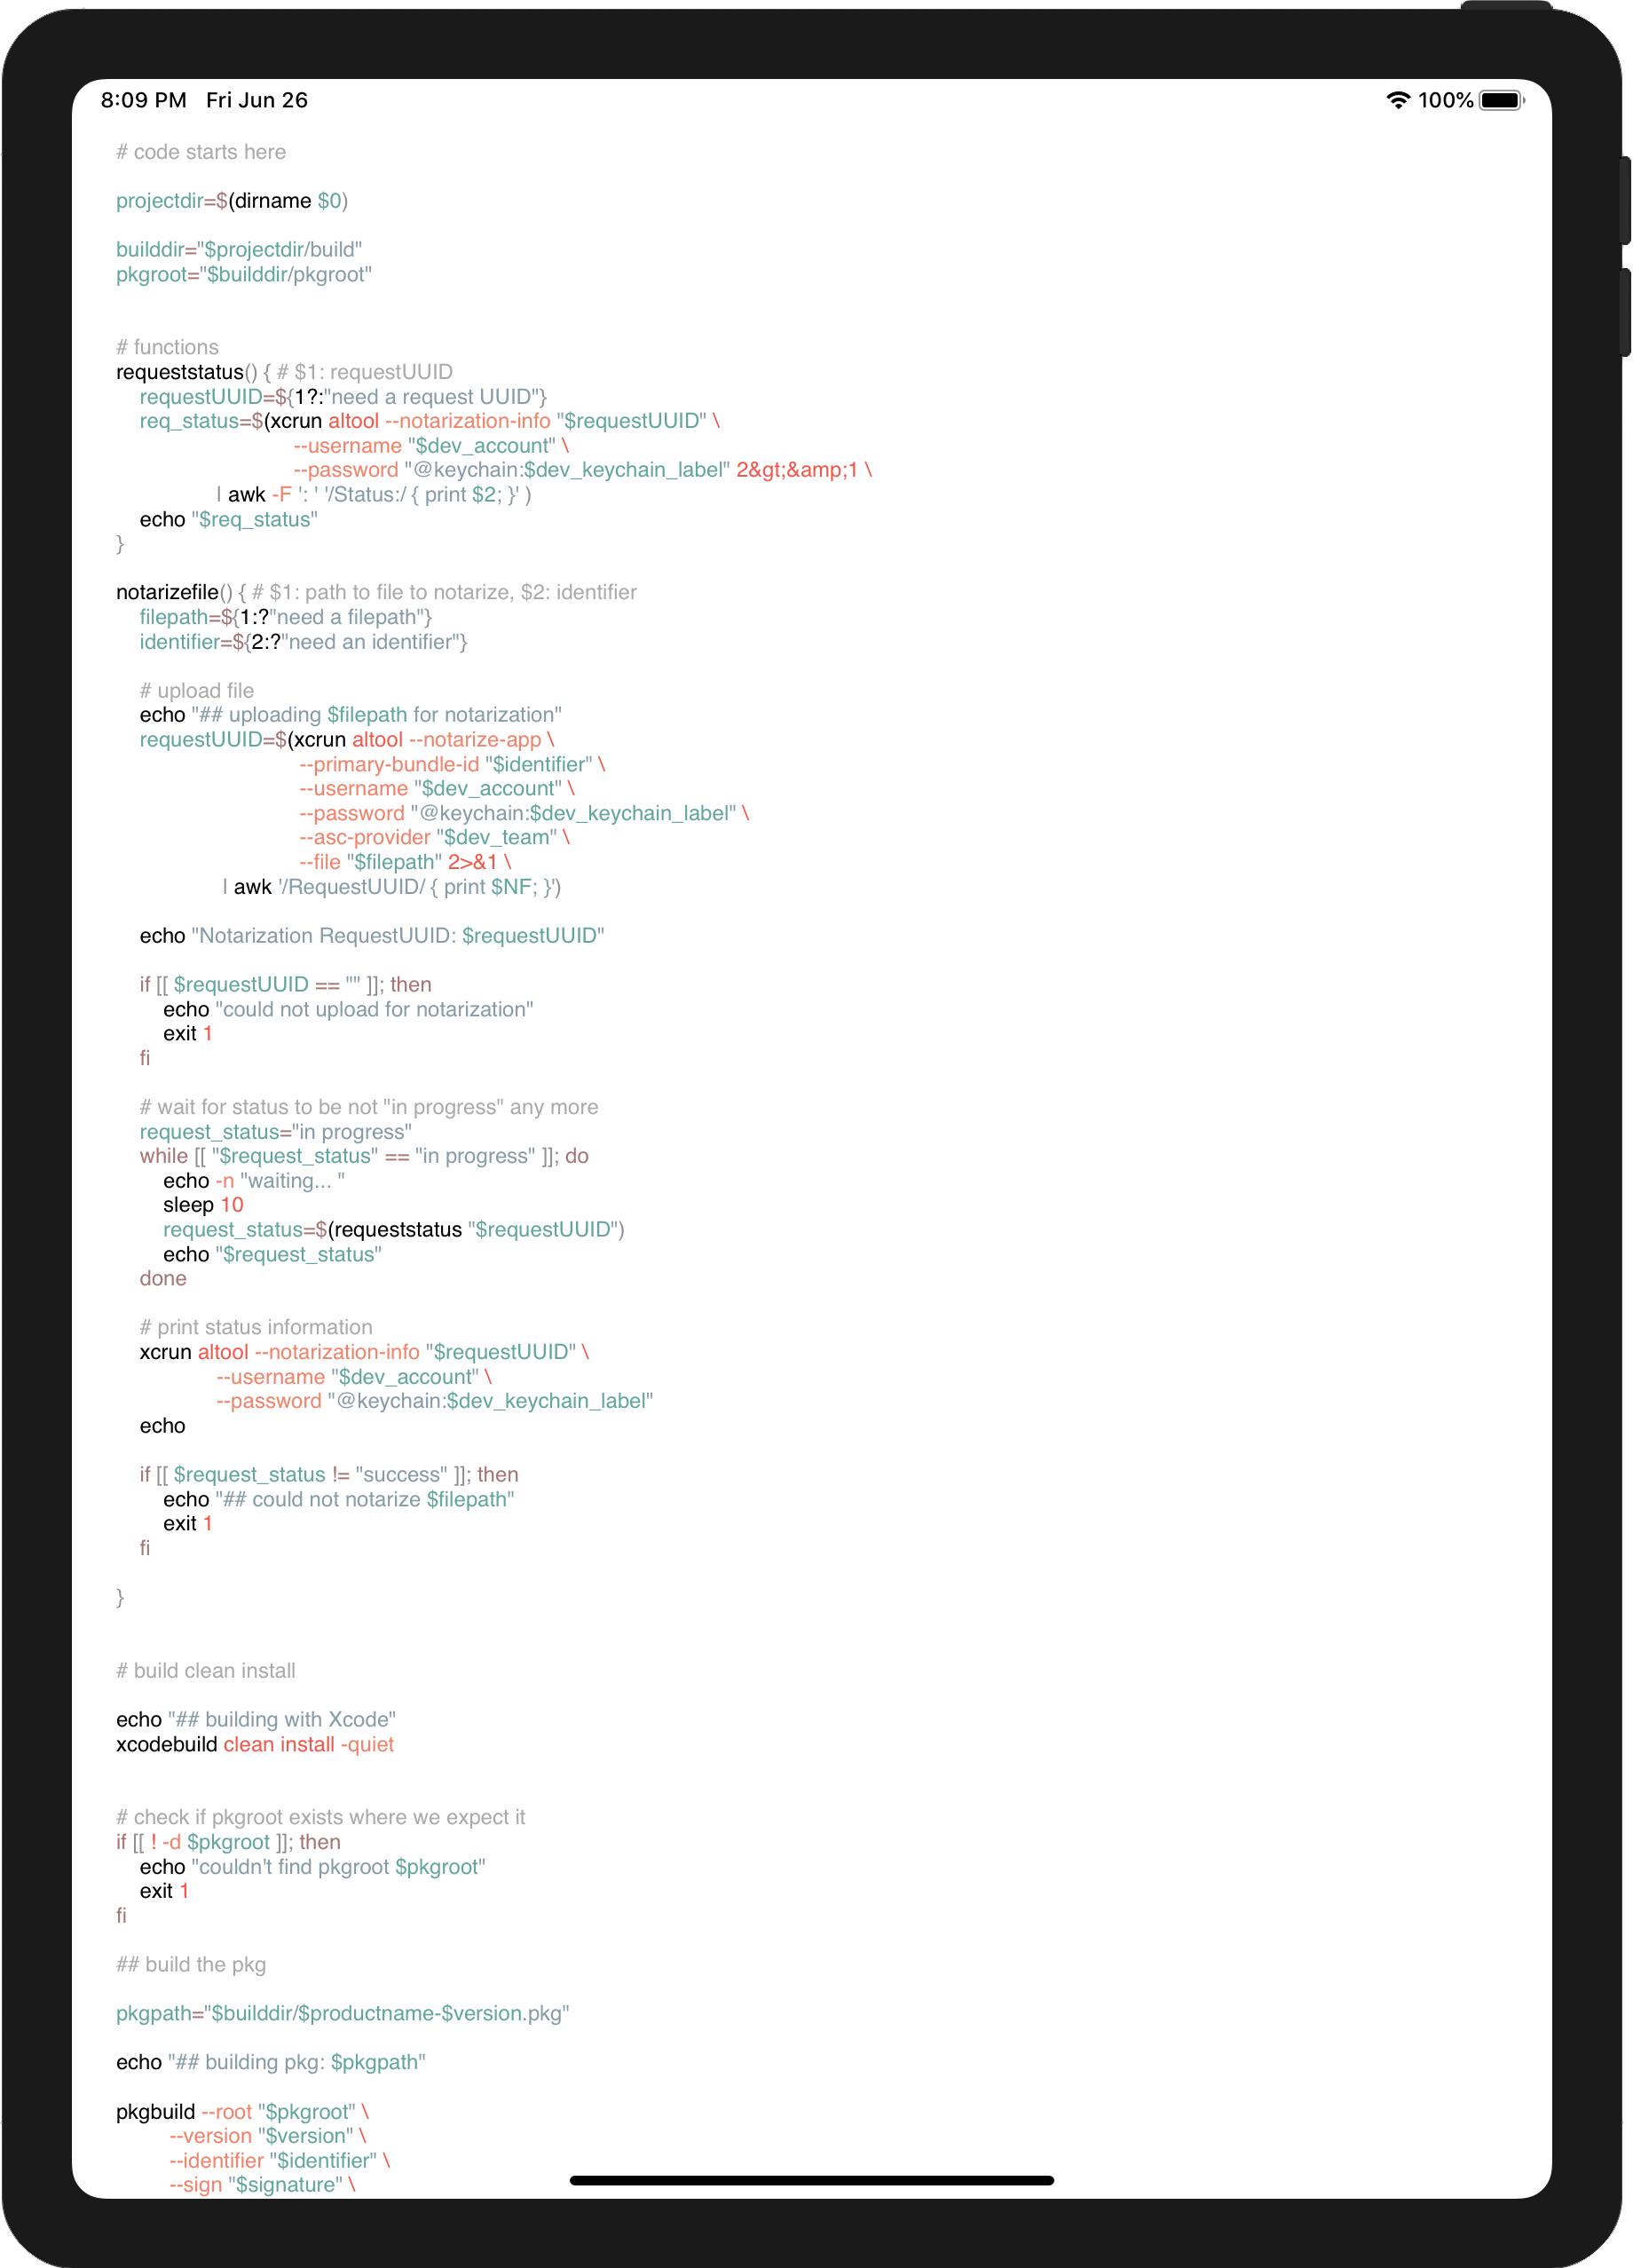 8:09 PM Fri Jun 26
100%
# code starts here
projectdir=$(dirname $0)
builddir="$projectdir/build"
pkgroot="$builddir/pkgroot"
# functions
requeststatus() { # $1: requestUUID
requestUUID=${1?:"need a request UUID"}
req_status=$(xcrun altool --notarization-info "$requestUUID" \
--username "$dev_account" \
--password "@keychain:$dev_keychain_label" 2&gt;&amp;1 \
| awk -F ': ' '/Status:/ { print $2; }' )
echo "$req_status"
}
notarizefile() { # $1: path to file to notarize, $2: identifier
filepath=${1:?"need a filepath"}
identifier=${2:?"need an identifier"}
# upload file
echo "## uploading $filepath for notarization"
requestUUID=$(xcrun altool --notarize-app \
--primary-bundle-id "$identifier" \
--username "$dev_account" \
--password "@keychain:$dev_keychain_label" \
--asc-provider "$dev_team" \
--file "$filepath" 2>&1 \
| awk '/RequestUUID/ { print $NF; }')
echo "Notarization RequestUUID: $requestUUID"
if [[ $requestUUID == "" ]]; then
echo "could not upload for notarization"
exit 1
fi
# wait for status to be not "in progress" any more
request_status="in progress"
while [[ "$request_status" == "in progress" ]]; do
echo -n "waiting... "
sleep 10
request_status=$(requeststatus "$requestUUID")
echo "$request_status"
done
# print status information
xcrun altool --notarization-info "$requestUUID" \
--username "$dev_account" \
--password "@keychain:$dev_keychain_label"
echo
if [[ $request_status != "success" ]]; then
echo "## could not notarize $filepath"
exit 1
fi
}
# build clean install
echo "## building with Xcode"
xcodebuild clean install -quiet
# check if pkgroot exists where we expect it
if [[ ! -d $pkgroot ]]; then
echo "couldn't find pkgroot $pkgroot"
exit 1
fi
## build the pkg
pkgpath="$builddir/$productname-$version.pkg"
echo "## building pkg: $pkgpath"
pkgbuild --root "$pkgroot" \
--version "$version" \
--identifier "$identifier" \
--sign "$signature" \